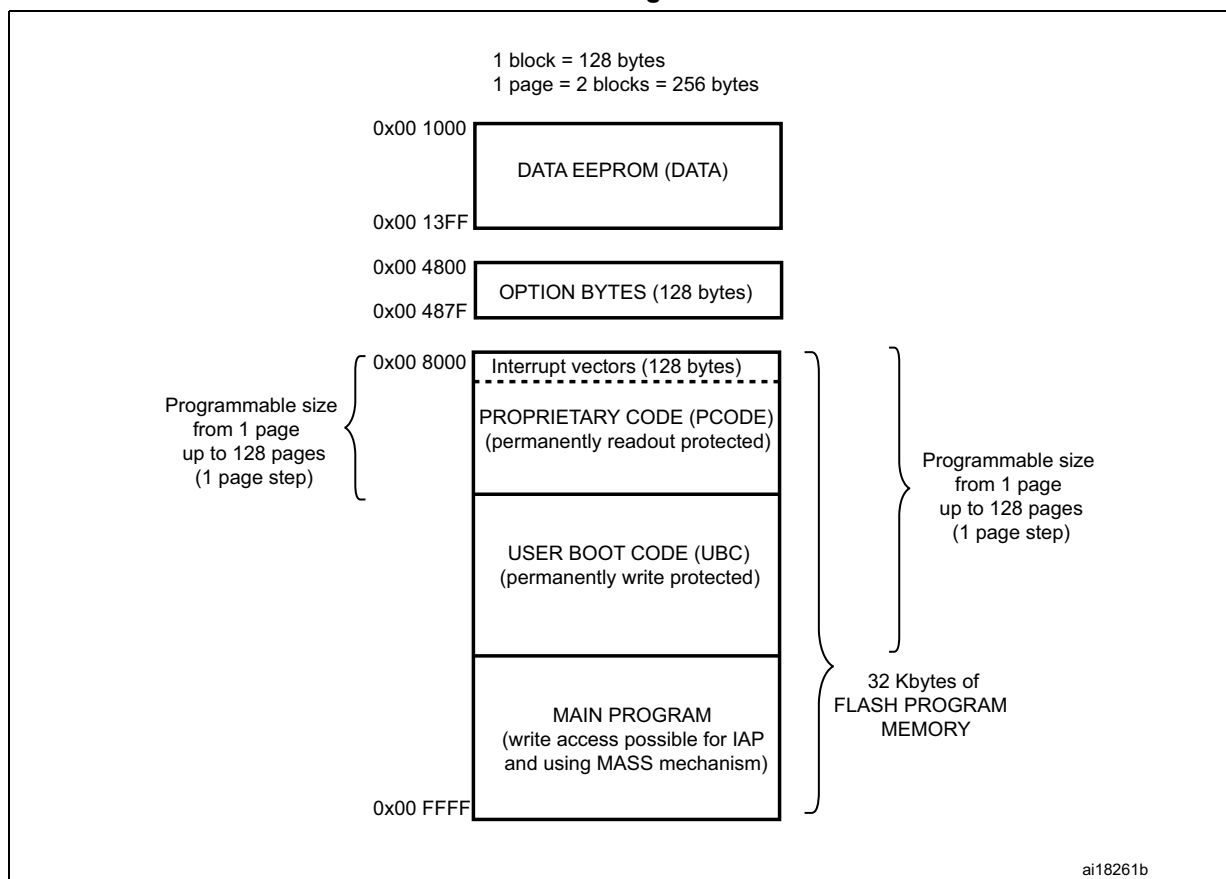 1 block = 128 bytes
1 page = 2 blocks = 256 bytes
0x00 1000
DATA EEPROM (DATA)
0x00 13FF
0x00 4800
OPTION BYTES (128 bytes)
0x00 487F
0x00 8000
Interrupt vectors (128 bytes)
Programmable size
from 1 page
up to 128 pages
(1 page step)
PROPRIETARY CODE (PCODE)
(permanently readout protected)
Programmable size
from 1 page
up to 128 pages
(1 page step)
USER BOOT CODE (UBC)
(permanently write protected)
32 Kbytes of
FLASH PROGRAM
MEMORY
MAIN PROGRAM
(write access possible for IAP
and using MASS mechanism)
0x00 FFFF
ai18261b